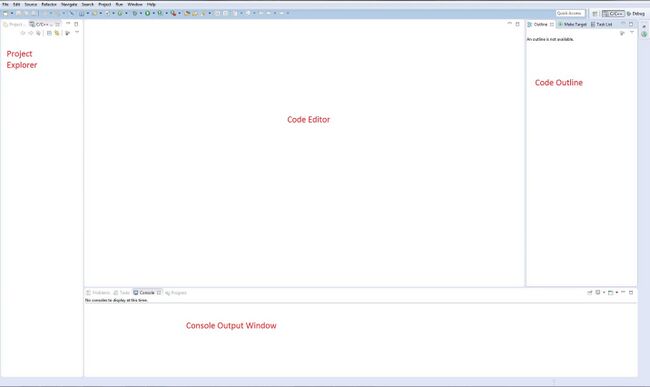 File Edit Source Refactor Navigate Search Project Run Window Help
Quick Access C/C++ Debug
Project C/C++
Outline Make Target Task List
An outline is not available.
Project
Explorer
Code Outline
Code Editor
Problems Tasks Console Progress
No consoles to display at this time.
Console Output Window